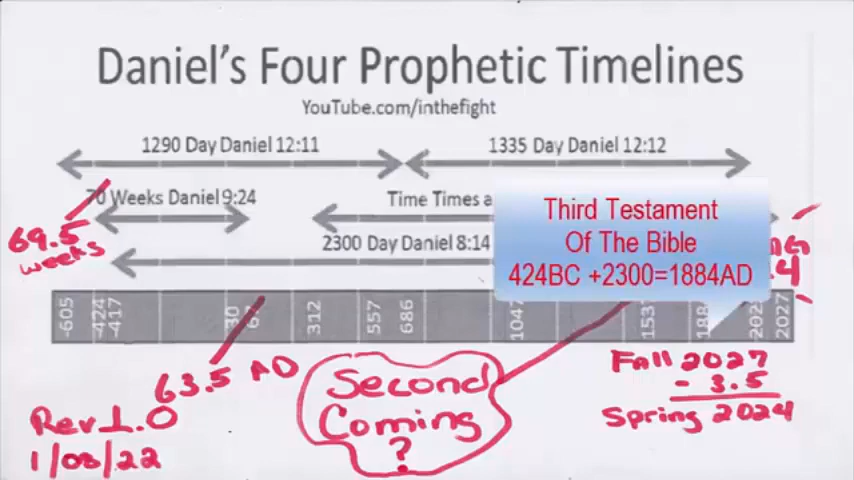 Daniel's Four Prophetic Timelines
YouTube.com/inthefight
1290 Day Daniel 12:11
1335 Day Daniel 12:12
70 Weeks Daniel 9:24
Time Times a
69.5
weeks
2300 Day Daniel 8:14
Third Testament
Of The Bible
424BC +2300=1884AD
-605
-424
-417
30
312
557
686
1047
1537
2027
63.5 AD
Second
Coming
?
Fall 2027
- 3.5
Spring 2024
Rev 1.0
1/08/22